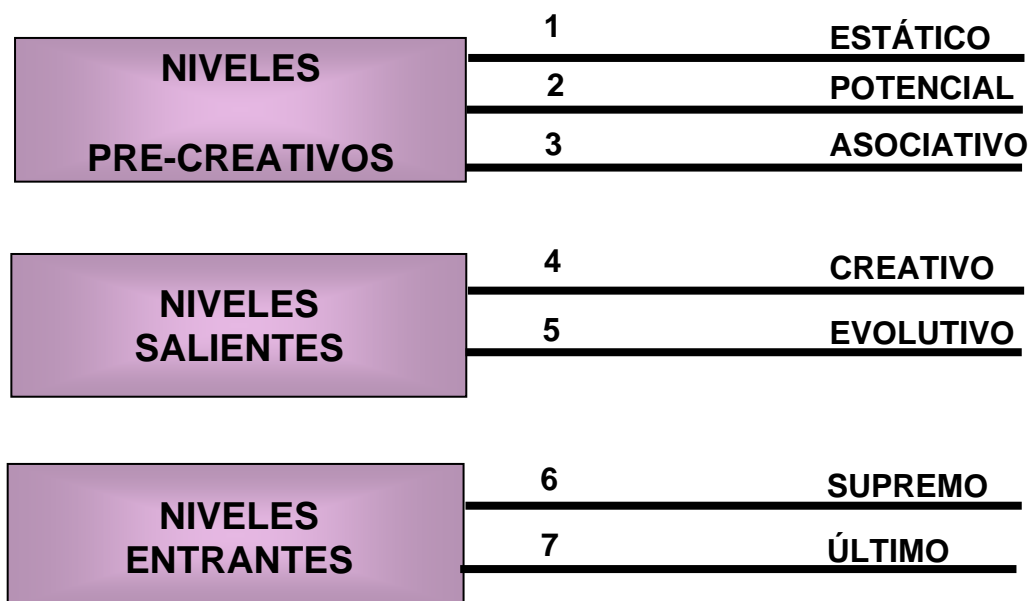 NIVELES
PRE-CREATIVOS
1 ESTÁTICO
2 POTENCIAL
3 ASOCIATIVO
NIVELES
SALIENTES
4 CREATIVO
5 EVOLUTIVO
NIVELES
ENTRANTES
6 SUPREMO
7 ÚLTIMO